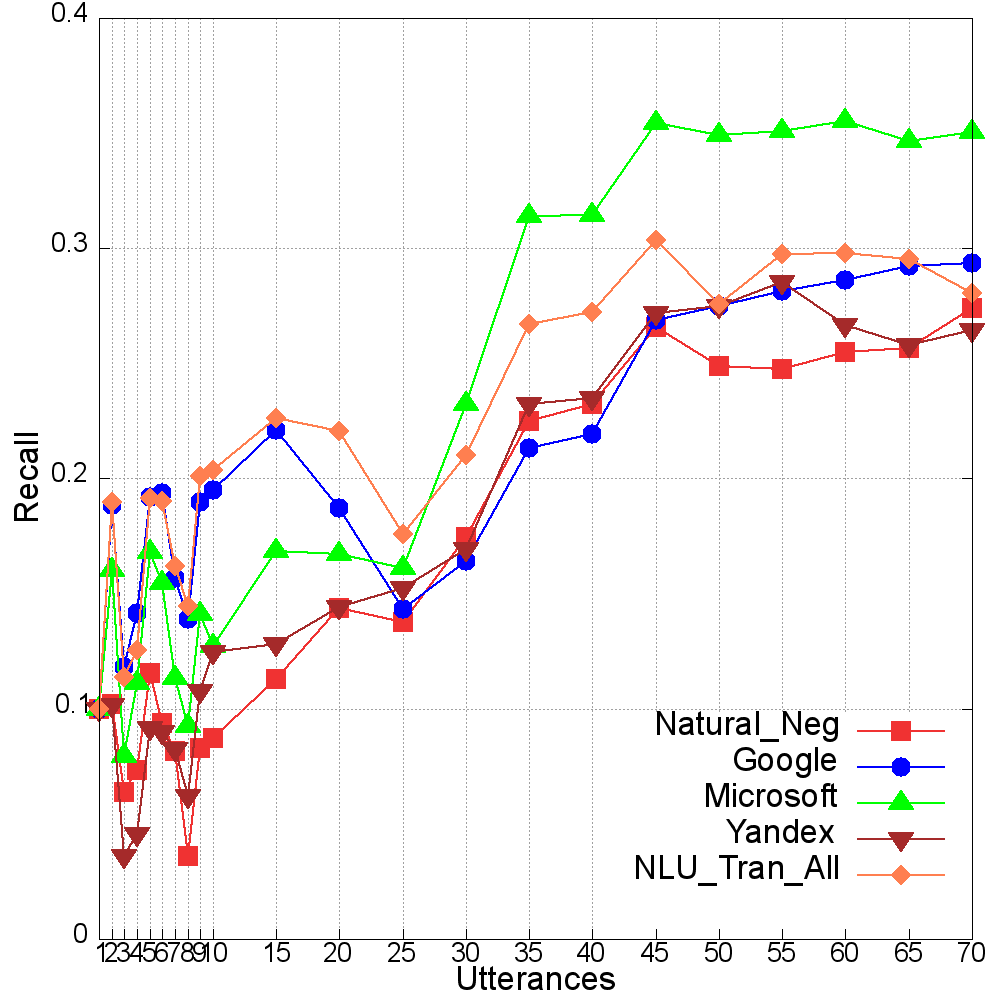 0.4
0.3
0.2
0.1
0
Recall
Natural_Neg
Google
Microsoft
Yandex
NLU_Tran_All
1 2 3 4 5 6 7 8 9 10 15 20 25 30 35 40 45 50 55 60 65 70
Utterances